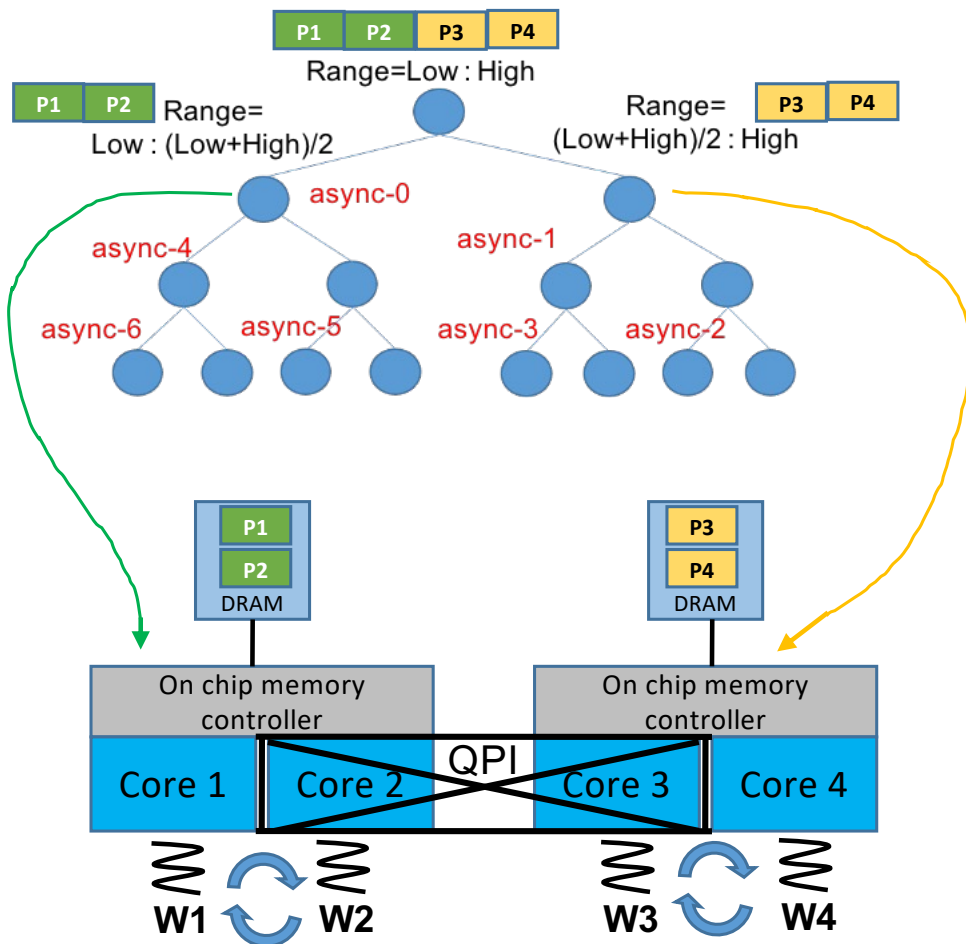 P1 P2 P3 P4
Range=Low : High
P1 P2
Range=
Low : (Low+High)/2
Range=
(Low+High)/2 : High
P3 P4
async-0
async-4
async-1
async-6
async-5
async-3
async-2
P1
P2
DRAM
P3
P4
DRAM
On chip memory
controller
On chip memory
controller
Core 1
Core 2
QPI
Core 3
Core 4
W1
W2
W3
W4